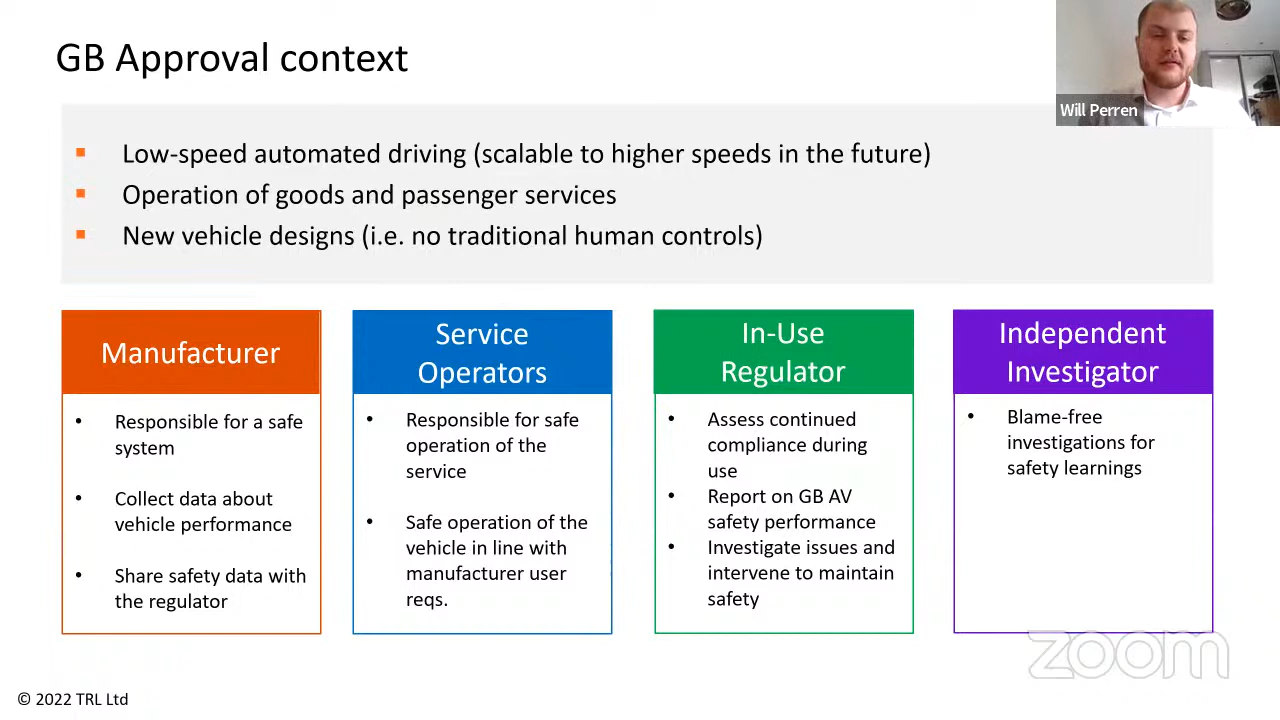 GB Approval context
Will Perren
Low-speed automated driving (scalable to higher speeds in the future)
Operation of goods and passenger services
New vehicle designs (i.e. no traditional human controls)
Manufacturer
Responsible for a safe
system
Collect data about
vehicle performance
Share safety data with
the regulator
Service
Operators
Responsible for safe
operation of the
service
Safe operation of the
vehicle in line with
manufacturer user
reqs.
In-Use
Regulator
Assess continued
compliance during
use
Report on GB AV
safety performance
Investigate issues and
intervene to maintain
safety
Independent
Investigator
Blame-free
investigations for
safety learnings
zoom
© 2022 TRL Ltd